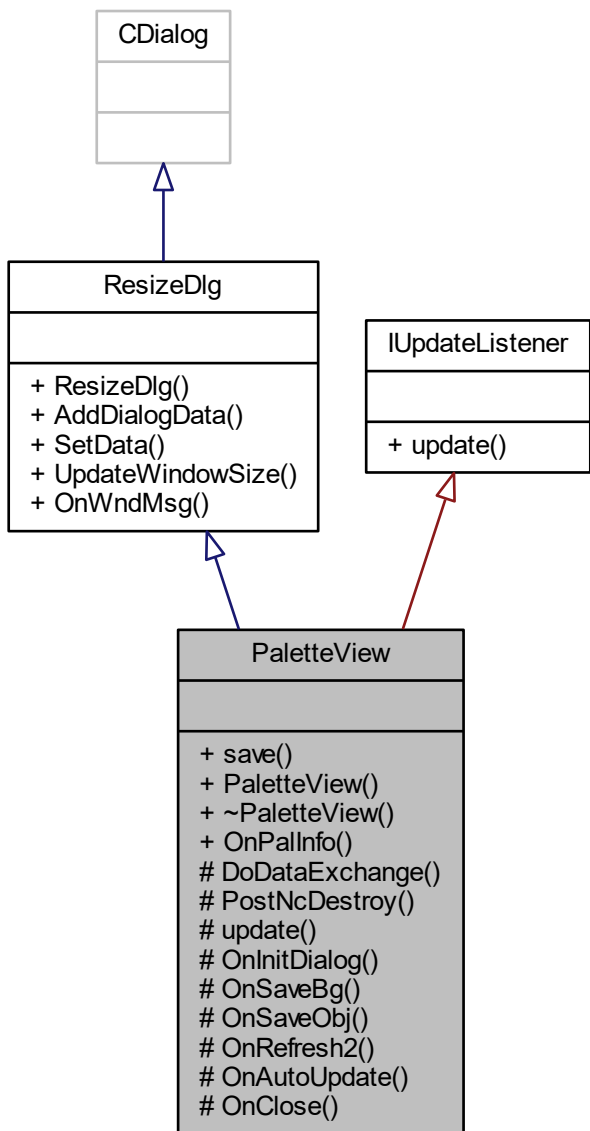 CDialog
ResizeDlg
+ ResizeDlg()
+ AddDialogData()
+ SetData()
+ UpdateWindowSize()
+ OnWndMsg()
IUpdateListener
+ update()
PaletteView
+ save()
+ PaletteView()
+ ~PaletteView()
+ OnPalInfo()
# DoDataExchange()
# PostNcDestroy()
# update()
# OnInitDialog()
# OnSaveBg()
# OnSaveObj()
# OnRefresh2()
# OnAutoUpdate()
# OnClose()